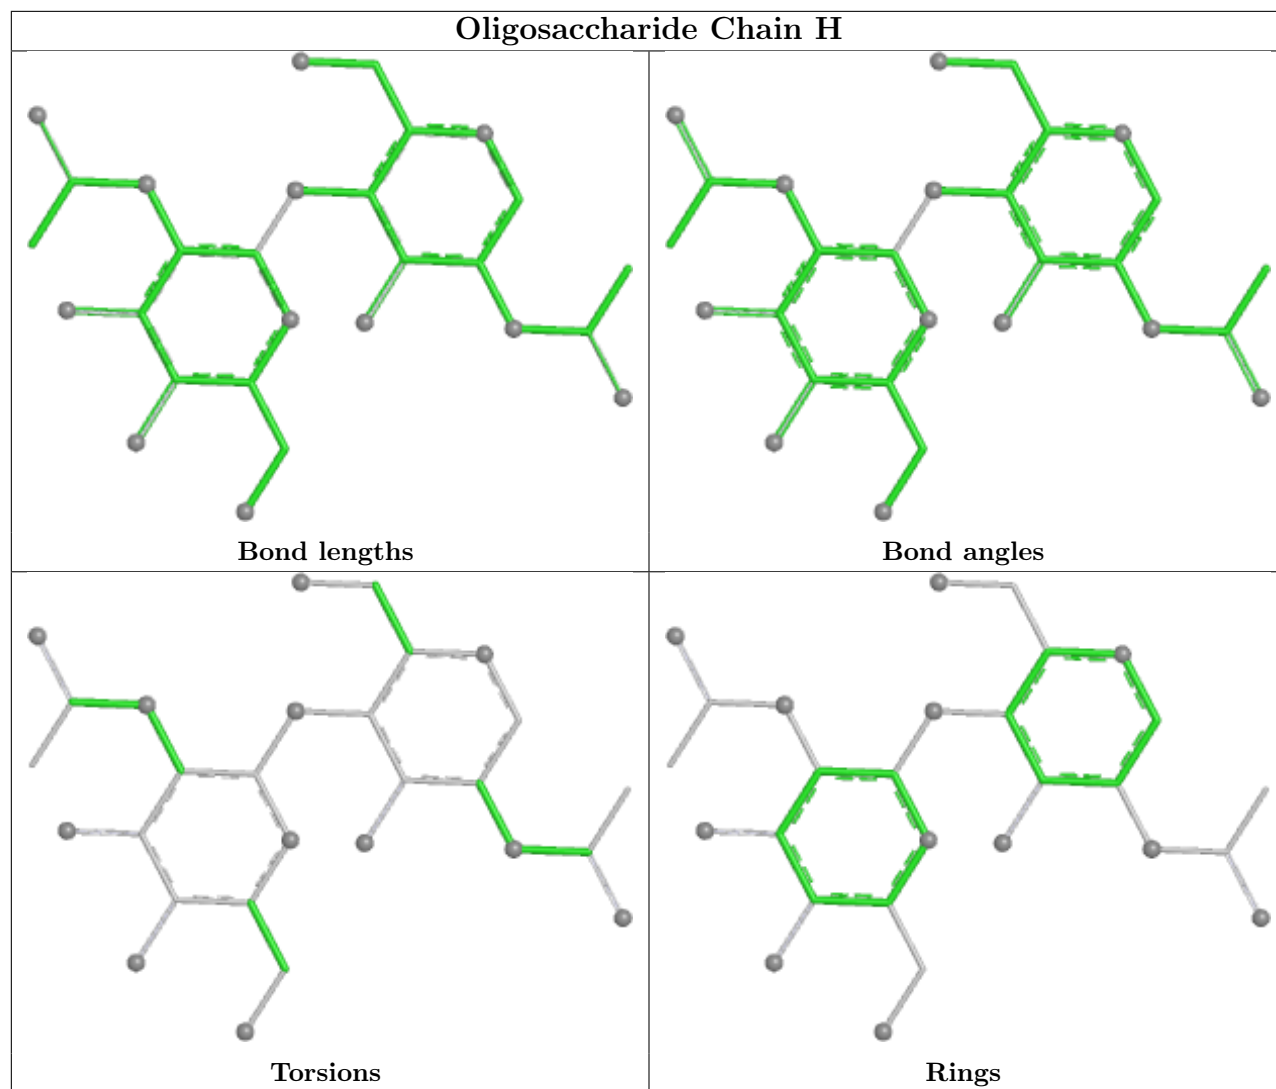 Oligosaccharide Chain H
Bond lengths
Bond angles
Torsions
Rings